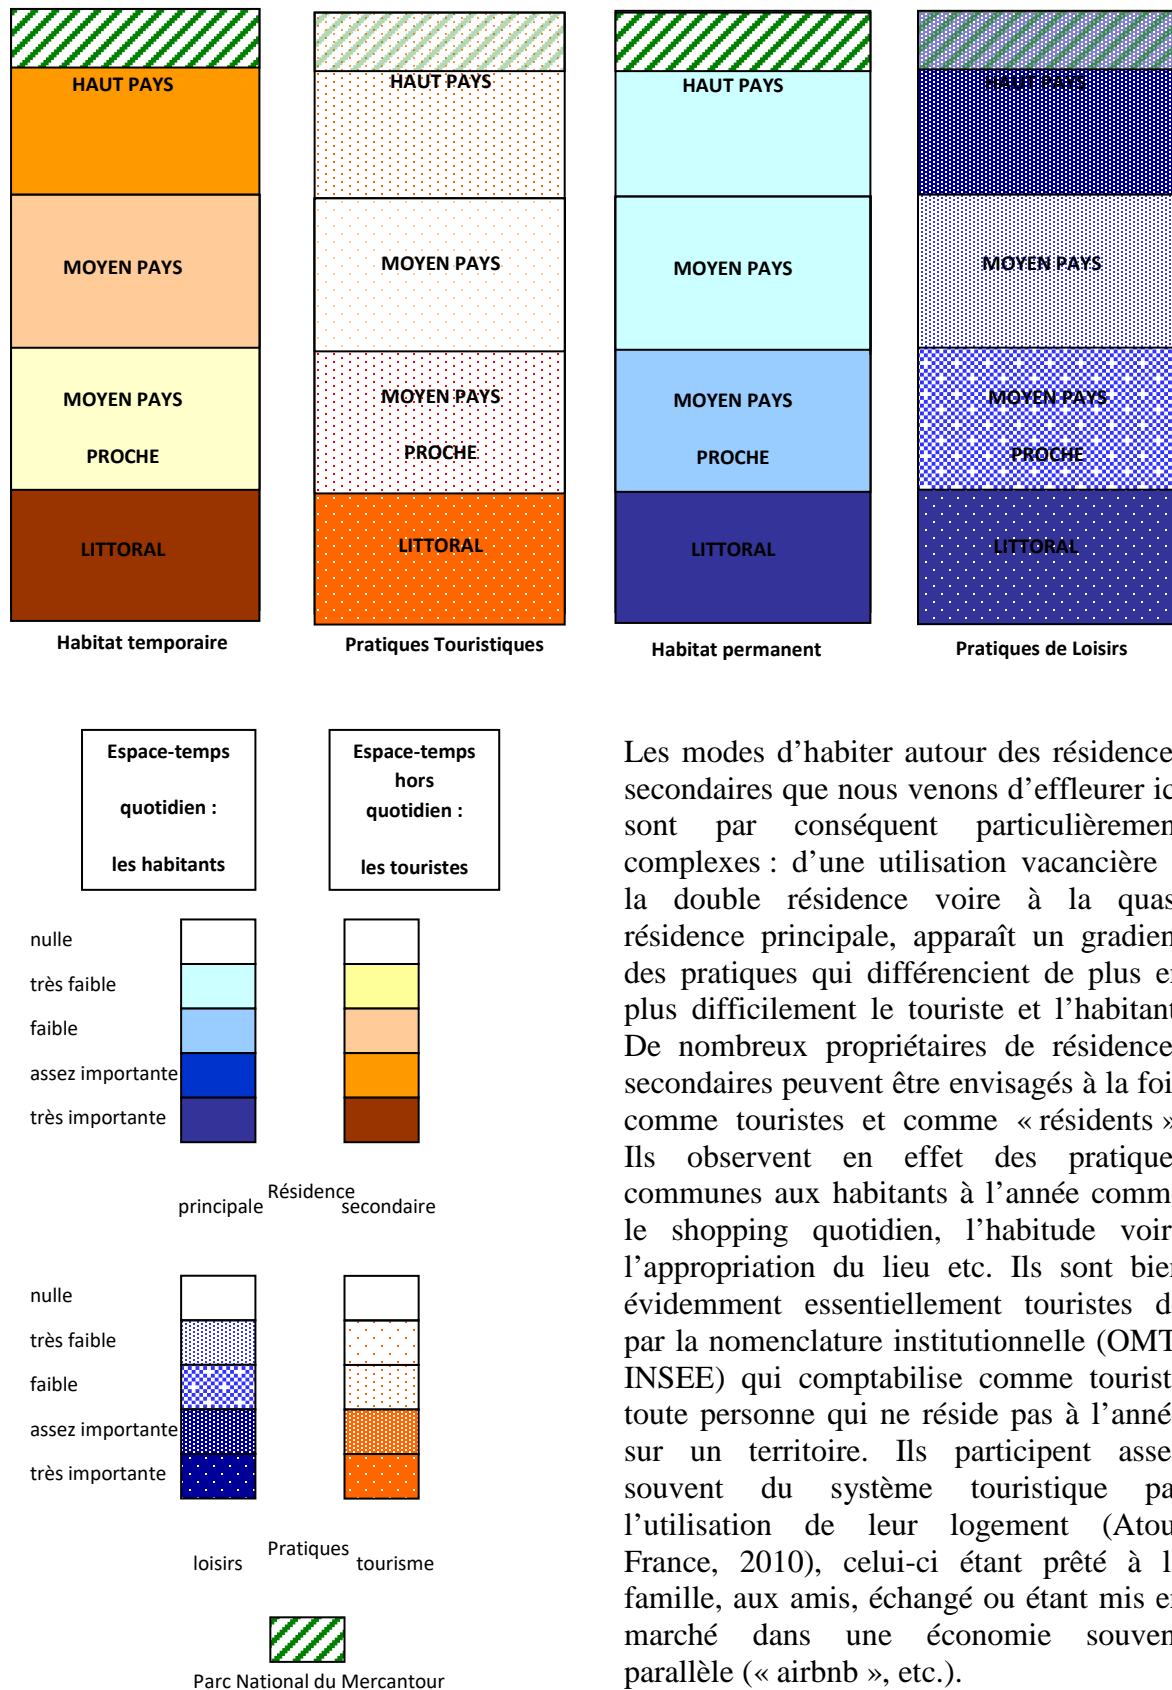 HAUT PAYS
MOYEN PAYS
MOYEN PAYS
PROCHE
LITTORAL
Habitat temporaire
HAUT PAYS
MOYEN PAYS
MOYEN PAYS
PROCHE
LITTORAL
Pratiques Touristiques
HAUT PAYS
MOYEN PAYS
MOYEN PAYS
PROCHE
LITTORAL
Habitat permanent
HAUT PAYS
MOYEN PAYS
MOYEN PAYS
PROCHE
LITTORAL
Pratiques de Loisirs
Espace-temps
quotidien :
les habitants
Espace-temps
hors
quotidien :
les touristes
nulle
très faible
faible
assez importante
très importante
Résidence
principale
secondaire
nulle
très faible
faible
assez importante
très importante
Pratiques
loisirs
tourisme
Parc National du Mercantour
Les modes d’habiter autour des résidence
secondaires que nous venons d’effleurer ic
sont par conséquent particulièremen
complexes : d’une utilisation vacancière
la double résidence voire à la quas
résidence principale, apparaît un gradien
des pratiques qui différencient de plus e
plus difficilement le touriste et l’habitant
De nombreux propriétaires de résidence
secondaires peuvent être envisagés à la foi
comme touristes et comme « résidents »
Ils observent en effet des pratique
communes aux habitants à l’année comm
le shopping quotidien, l’habitude voir
l’appropriation du lieu etc. Ils sont bien
évidemment essentiellement touristes d
par la nomenclature institutionnelle (OMT
INSEE) qui comptabilise comme tourist
toute personne qui ne réside pas à l’anné
sur un territoire. Ils participent asse
souvent du système touristique pa
l’utilisation de leur logement (Atou
France, 2010), celui-ci étant prêté à l
famille, aux amis, échangé ou étant mis e
marché dans une économie souven
parallèle (« airbnb », etc.).